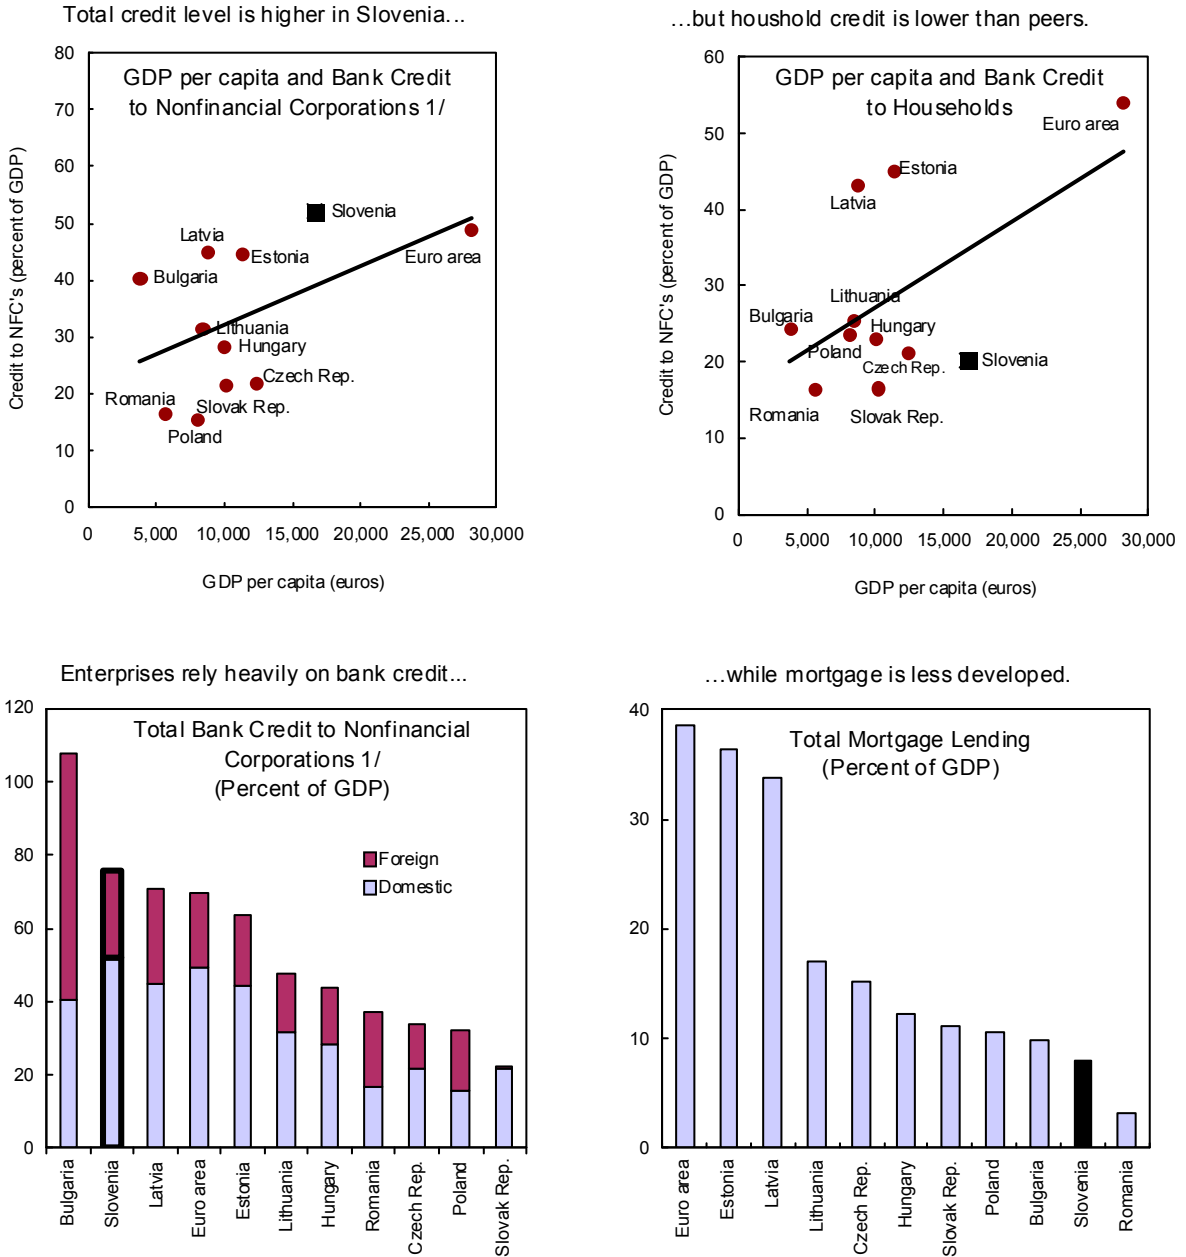 Total credit level is higher in Slovenia...
GDP per capita and Bank Credit
to Nonfinancial Corporations 1/
Credit to NFC's (percent of GDP)
80
70
60
50
40
30
20
10
0
Slovenia
Latvia
Estonia
Euro area
Bulgaria
Lithuania
Hungary
Czech Rep.
Romania
Slovak Rep.
Poland
0
5,000
10,000
15,000
20,000
25,000
30,000
GDP per capita (euros)
...but houshold credit is lower than peers.
GDP per capita and Bank Credit
to Households
Credit to NFC's (percent of GDP)
60
50
40
30
20
10
0
Euro area
Estonia
Latvia
Lithuania
Bulgaria
Hungary
Poland
Slovenia
Czech Rep.
Romania
Slovak Rep.
0
5,000
10,000
15,000
20,000
25,000
30,000
GDP per capita (euros)
Enterprises rely heavily on bank credit...
Total Bank Credit to Nonfinancial
Corporations 1/
(Percent of GDP)
120
100
80
60
40
20
0
Foreign
Domestic
Bulgaria
Slovenia
Latvia
Euro area
Estonia
Lithuania
Hungary
Romania
Czech Rep.
Poland
Slovak Rep.
...while mortgage is less developed.
Total Mortgage Lending
(Percent of GDP)
40
30
20
10
0
Euro area
Estonia
Latvia
Lithuania
Czech Rep.
Hungary
Slovak Rep.
Poland
Bulgaria
Slovenia
Romania